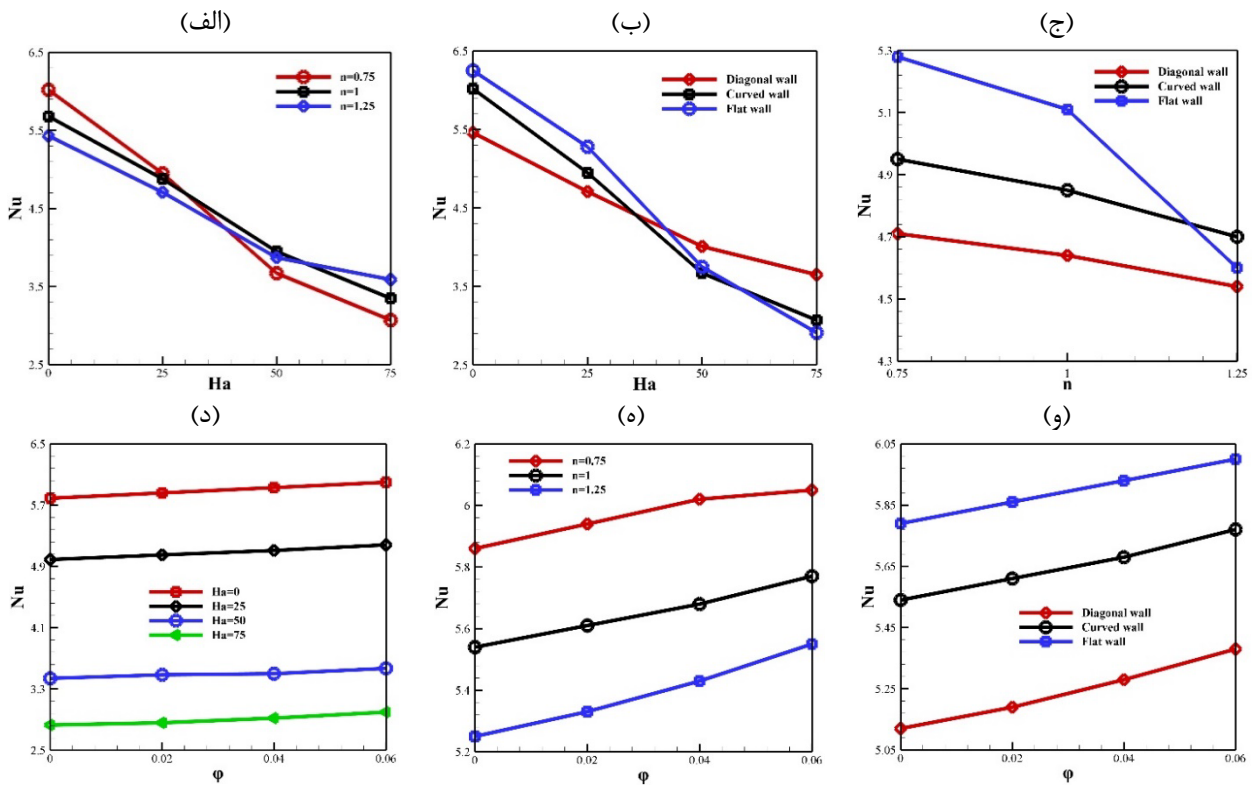 (الف)
6.5
5.5
4.5
3.5
2.5
Nu
0
25
50
75
Ha
n=0.75
n=1
n=1.25
(ب)
6.5
5.5
4.5
3.5
2.5
Nu
0
25
50
75
Ha
Diagonal wall
Curved wall
Flat wall
(ج)
5.3
5.1
4.9
4.7
4.5
4.3
Nu
0.75
1
1.25
n
Diagonal wall
Curved wall
Flat wall
(د)
6.5
5.7
4.9
4.1
3.3
2.5
Nu
0
0.02
0.04
0.06
φ
Ha=0
Ha=25
Ha=50
Ha=75
(ه)
6.2
6
5.8
5.6
5.4
5.2
Nu
0
0.02
0.04
0.06
φ
n=0.75
n=1
n=1.25
(و)
6.05
5.85
5.65
5.45
5.25
5.05
Nu
0
0.02
0.04
0.06
φ
Diagonal wall
Curved wall
Flat wall